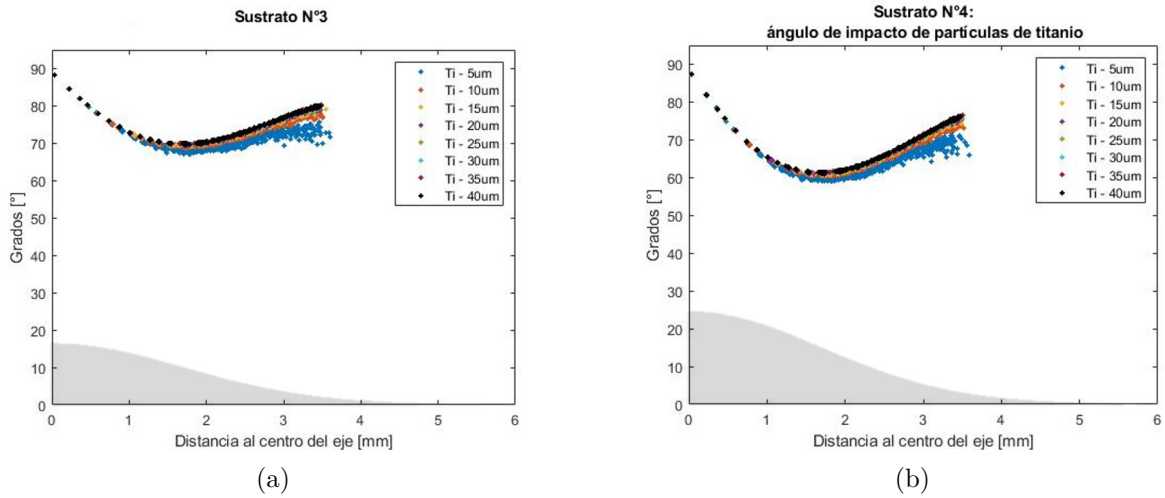 Sustrato N°3
90
80
70
60
50
40
30
20
10
0
Grados [°]
0 1 2 3 4 5 6
Distancia al centro del eje [mm]
Ti - 5um
Ti - 10um
Ti - 15um
Ti - 20um
Ti - 25um
Ti - 30um
Ti - 35um
Ti - 40um
(a)
Sustrato N°4:
ángulo de impacto de partículas de titanio
90
80
70
60
50
40
30
20
10
0
Grados [°]
0 1 2 3 4 5 6
Distancia al centro del eje [mm]
Ti - 5um
Ti - 10um
Ti - 15um
Ti - 20um
Ti - 25um
Ti - 30um
Ti - 35um
Ti - 40um
(b)